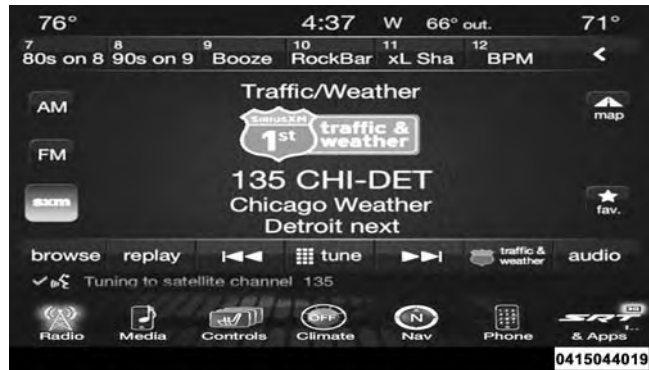 76° 4:37 W 66° out. 71°
7 80s on 8 8 90s on 9 9 Booze 10 RockBar 11 xL Sha 12 BPM
Traffic/Weather
AM
SiriusXM
1st traffic & weather
map
FM
135 CHI-DET
sxm
Chicago Weather
fav.
Detroit next
browse replay tune traffic & weather audio
Tuning to satellite channel 135
OFF N
Radio Media Controls Climate Nav Phone SRT & Apps
0415044019